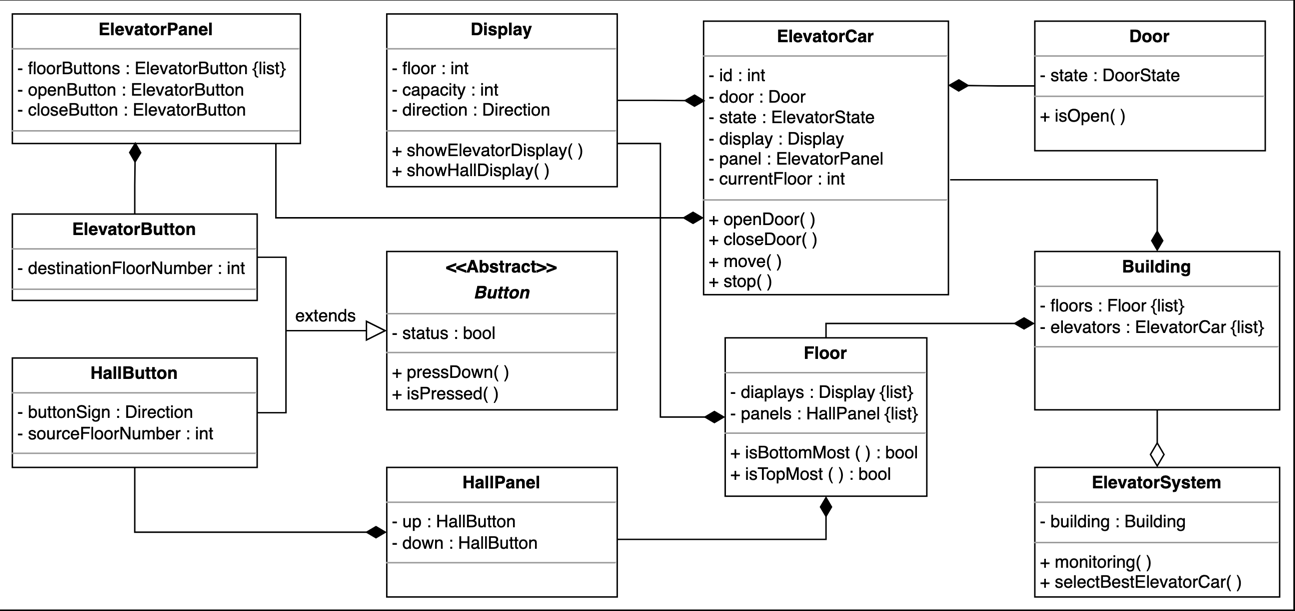 ElevatorPanel
- floorButtons : ElevatorButton {list}
- openButton : ElevatorButton
- closeButton : ElevatorButton
Display
- floor : int
- capacity : int
- direction : Direction
+ showElevatorDisplay( )
+ showHallDisplay( )
ElevatorCar
- id : int
- door : Door
- state : ElevatorState
- display : Display
- panel : ElevatorPanel
- currentFloor : int
+ openDoor( )
+ closeDoor( )
+ move( )
+ stop( )
Door
- state : DoorState
+ isOpen( )
ElevatorButton
- destinationFloorNumber : int
extends
<<Abstract>>
Button
- status : bool
+ pressDown( )
+ isPressed( )
Building
- floors : Floor {list}
- elevators : ElevatorCar {list}
HallButton
- buttonSign : Direction
- sourceFloorNumber : int
Floor
- diaplays : Display {list}
- panels : HallPanel {list}
+ isBottomMost ( ) : bool
+ isTopMost ( ) : bool
HallPanel
- up : HallButton
- down : HallButton
ElevatorSystem
- building : Building
+ monitoring( )
+ selectBestElevatorCar( )